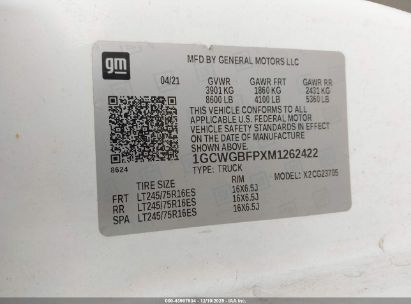 gm
MFD BY GENERAL MOTORS LLC
04/21 GVWR GAWR FRT GAWR RR
3901 KG 1860 KG 2431 KG
8600 LB 4100 LB 5360 LB
THIS VEHICLE CONFORMS TO ALL
APPLICABLE U.S. FEDERAL MOTOR
VEHICLE SAFETY STANDARDS IN EFFECT
ON THE DATE OF MANUFACTURE
SHOWN ABOVE.
1GCWGBFPXM1262422
8624 TYPE: TRUCK
TIRE SIZE RIM MODEL: X2CG23705
FRT LT245/75R16ES 16X6.5J
RR LT245/75R16ES 16X6.5J
SPA LT245/75R16ES 16X6.5J